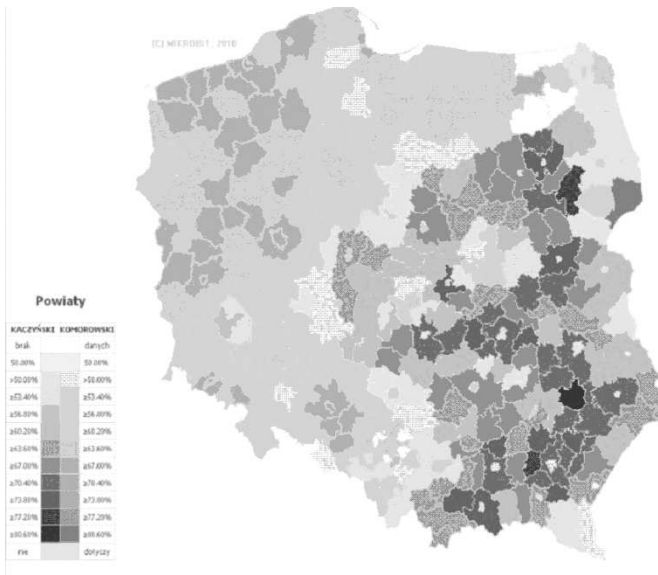 (C) MIKROBIT, 2010
Powiaty
KACZYŃSKI KOMOROWSKI
brak danych
50.00% 50.00%
>50.00% >50.00%
≥53.40% ≥53.40%
≥56.80% ≥56.80%
≥60.20% ≥60.20%
≥63.60% ≥63.60%
≥67.00% ≥67.00%
≥70.40% ≥70.40%
≥73.80% ≥73.80%
≥77.20% ≥77.20%
≥80.60% ≥80.60%
nie dotyczy